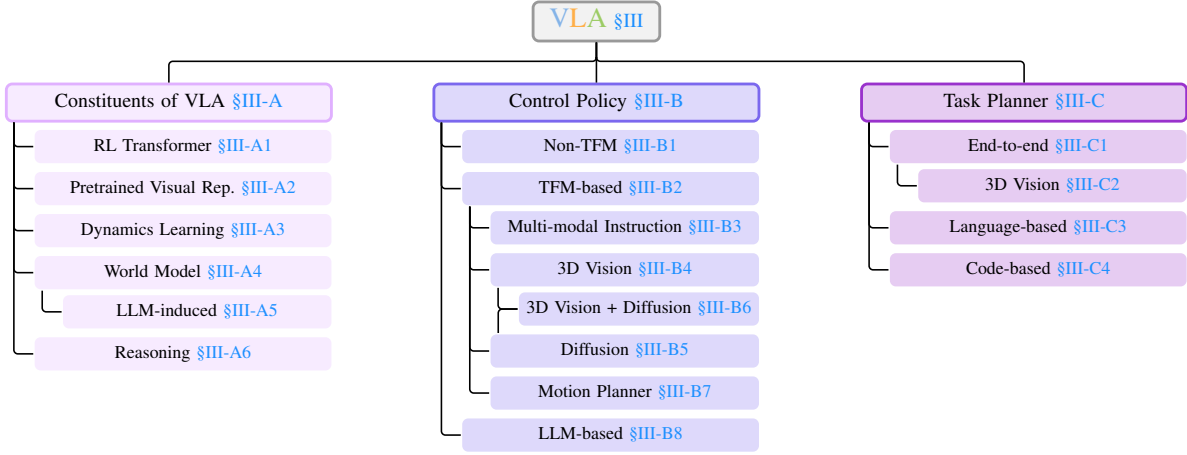 VLA §III
Constituents of VLA §III-A
RL Transformer §III-A1
Pretrained Visual Rep. §III-A2
Dynamics Learning §III-A3
World Model §III-A4
LLM-induced §III-A5
Reasoning §III-A6
Control Policy §III-B
Non-TFM §III-B1
TFM-based §III-B2
Multi-modal Instruction §III-B3
3D Vision §III-B4
3D Vision + Diffusion §III-B6
Diffusion §III-B5
Motion Planner §III-B7
LLM-based §III-B8
Task Planner §III-C
End-to-end §III-C1
3D Vision §III-C2
Language-based §III-C3
Code-based §III-C4